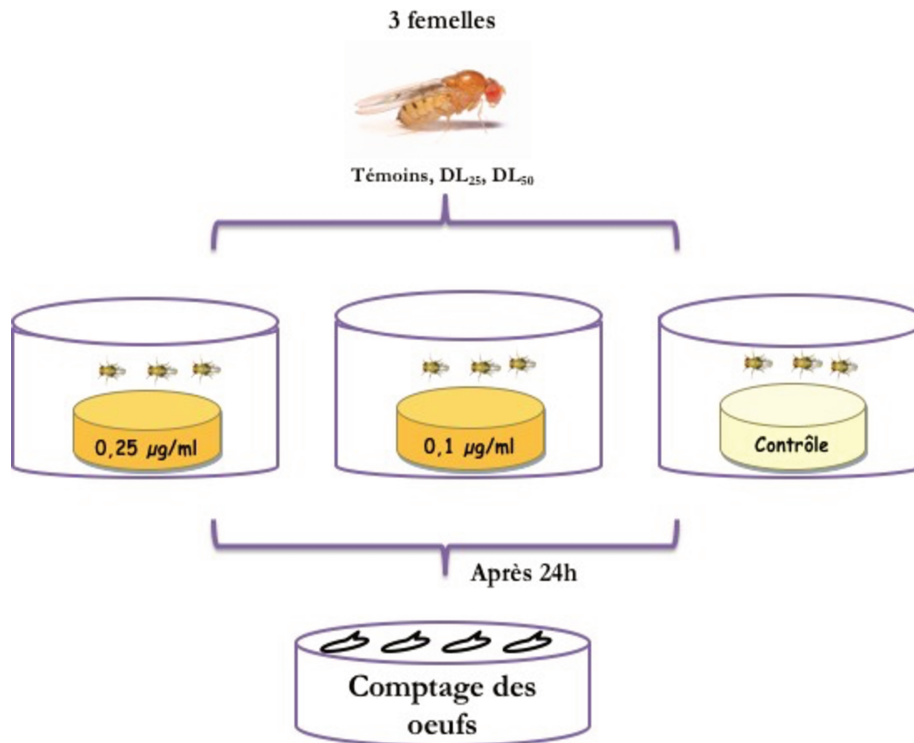 3 femelles
Témoins, DL₂₅, DL₅₀
0,25 µg/ml
0,1 µg/ml
Contrôle
Après 24h
Comptage des
oeufs